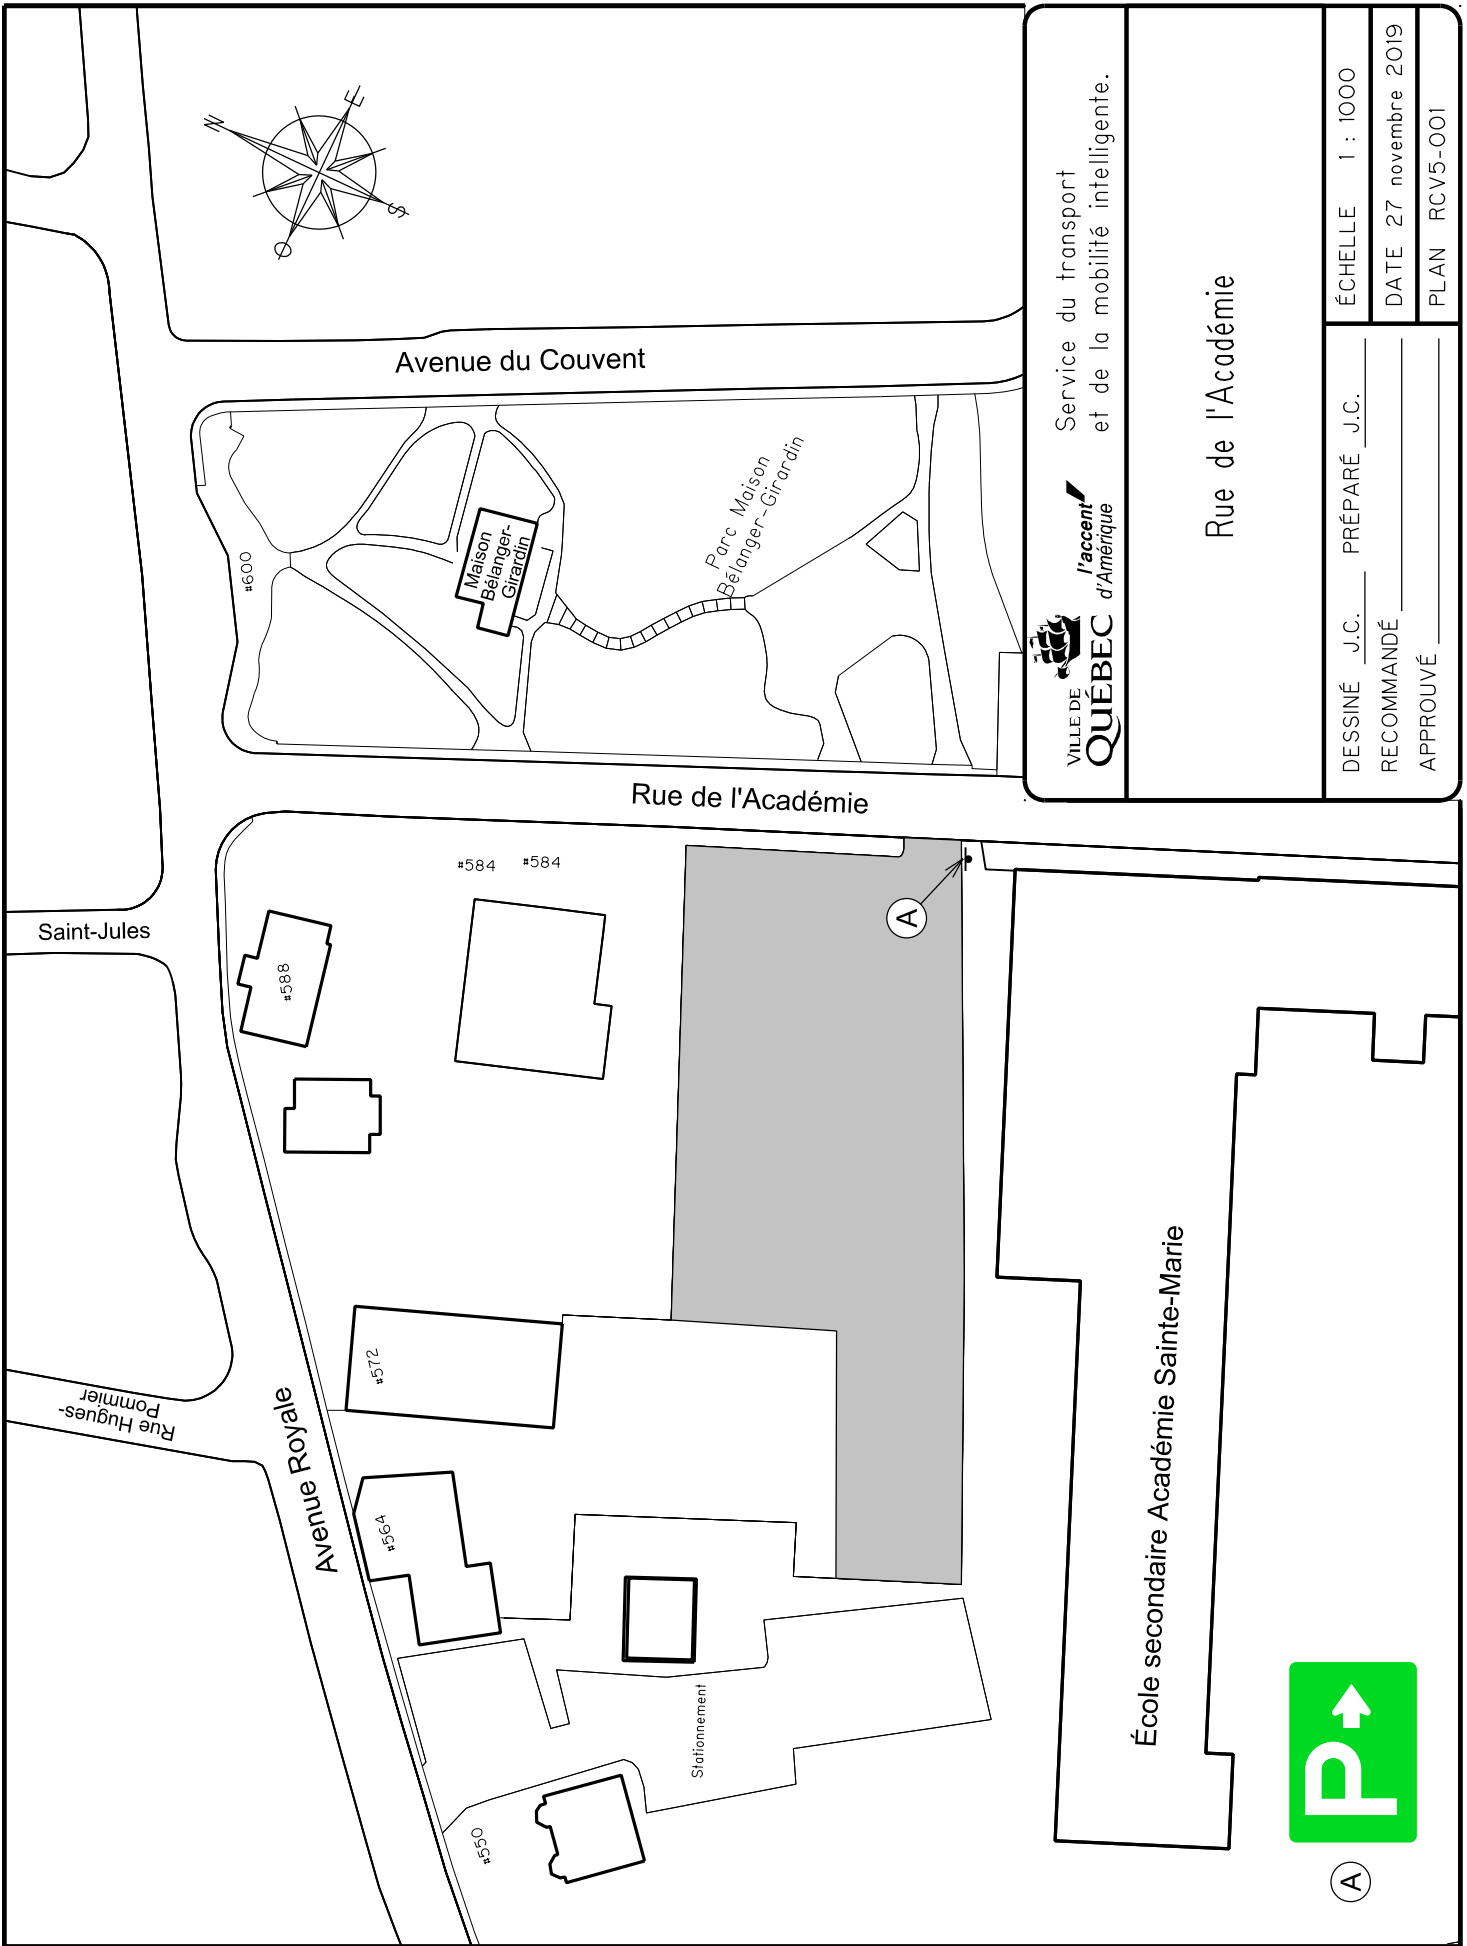 N
E
S
O
Avenue du Couvent
#600
Maison
Bélanger-
Girardin
Parc Maison
Bélanger-Girardin
Rue de l'Académie
#584
#584
Saint-Jules
#588
#572
Rue Hugues-
Pommier
Avenue Royale
#564
#550
Stationnement
A
École secondaire Académie Sainte-Marie
P
A
VILLE DE
QUÉBEC
l'accent
d'Amérique
Service du transport
et de la mobilité intelligente.
Rue de l'Académie
DESSINÉ J.C. PRÉPARÉ J.C.
RECOMMANDÉ
APPROUVÉ
ÉCHELLE 1 : 1000
DATE 27 novembre 2019
PLAN RCV5-001